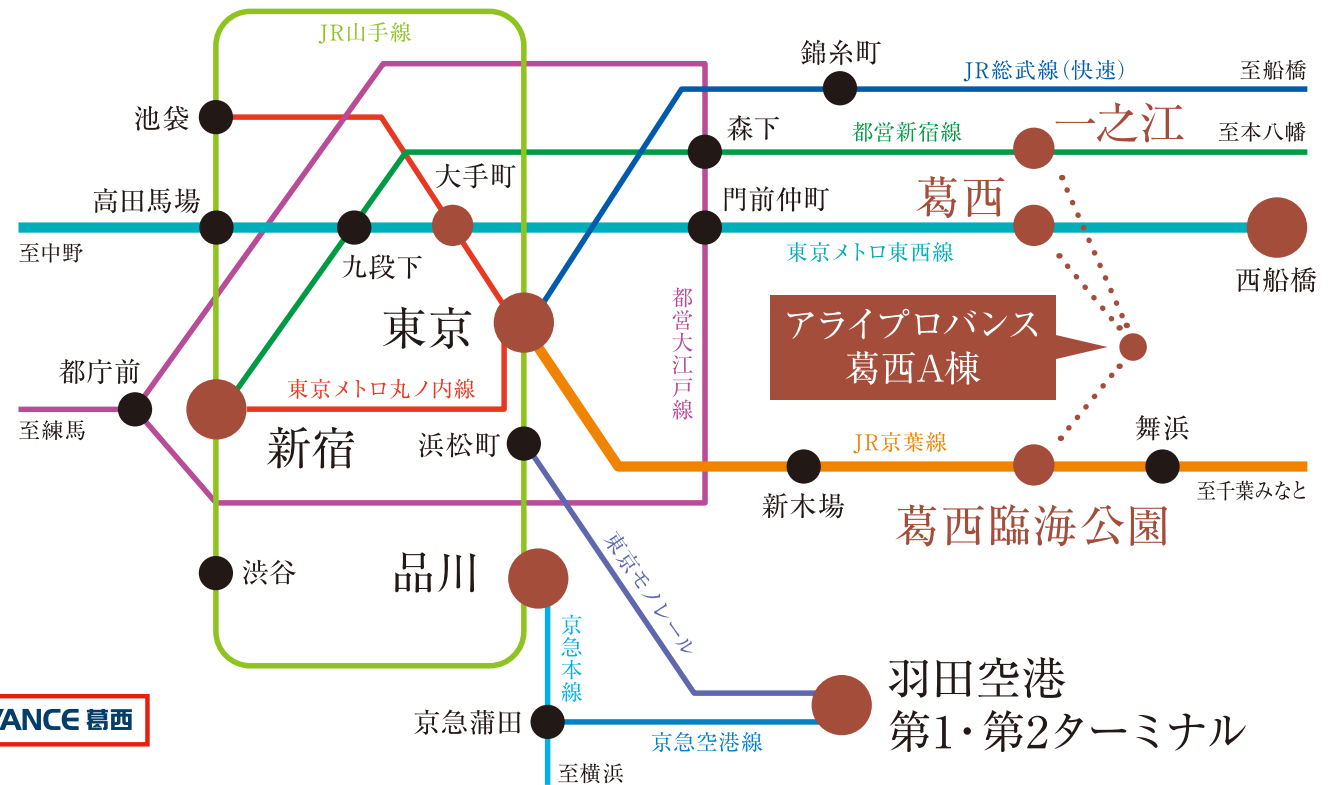 JR山手線
錦糸町
JR総武線(快速)
至船橋
池袋
森下
都営新宿線
一之江
至本八幡
大手町
高田馬場
門前仲町
葛西
至中野
九段下
東京メトロ東西線
西船橋
東京
都営大江戸線
アライプロバンス
葛西A棟
都庁前
東京メトロ丸ノ内線
至練馬
新宿
浜松町
JR京葉線
舞浜
新木場
至千葉みなと
葛西臨海公園
渋谷
品川
東京モノレール
京急本線
羽田空港
第1・第2ターミナル
VANCE 葛西
京急蒲田
京急空港線
至横浜